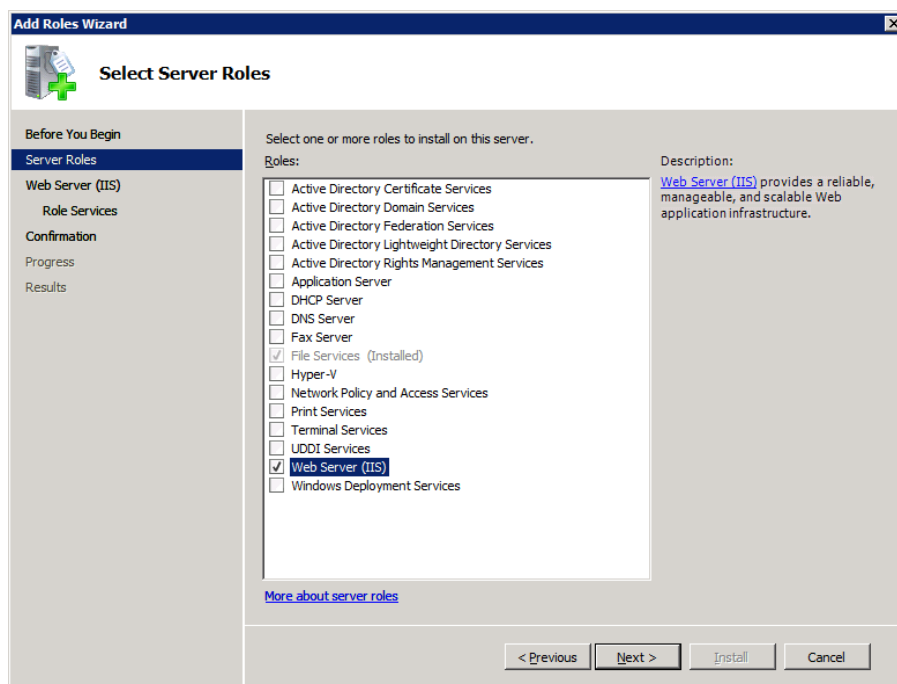 Add Roles Wizard
Select Server Roles
Before You Begin
Server Roles
Web Server (IIS)
Role Services
Confirmation
Progress
Results
Select one or more roles to install on this server.
Roles:
Active Directory Certificate Services
Active Directory Domain Services
Active Directory Federation Services
Active Directory Lightweight Directory Services
Active Directory Rights Management Services
Application Server
DHCP Server
DNS Server
Fax Server
File Services (Installed)
Hyper-V
Network Policy and Access Services
Print Services
Terminal Services
UDDI Services
Web Server (IIS)
Windows Deployment Services
More about server roles
Description:
Web Server (IIS) provides a reliable,
manageable, and scalable Web
application infrastructure.
< Previous
Next >
Install
Cancel